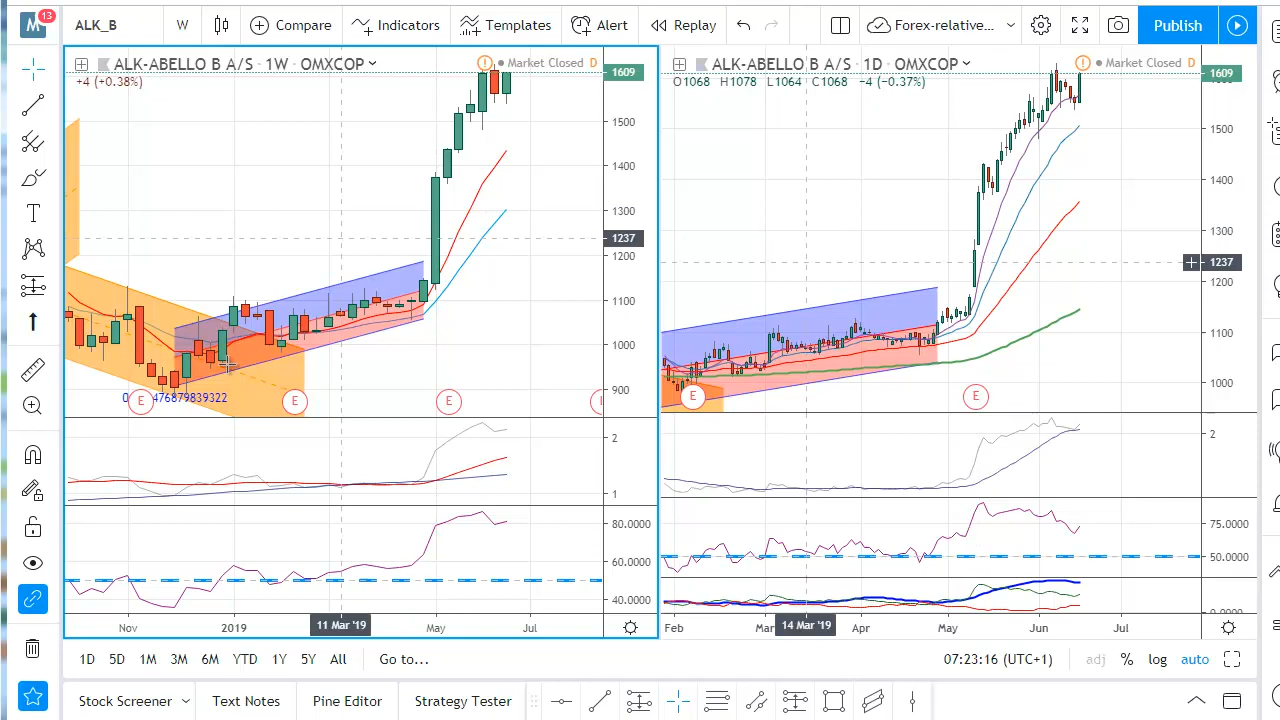 M 13 ALK_B W Compare Indicators Templates Alert Replay Forex-relative... Publish
ALK-ABELLO B A/S · 1W · OMXCOP Market Closed D
+4 (+0.38%)
1609
1500
1400
1300
1237
1200
1100
1000
900
E E E
476879839322
2
1
80.0000
60.0000
40.0000
Nov 2019 11 Mar '19 May Jul
ALK-ABELLO B A/S · 1D · OMXCOP Market Closed D
O1068 H1078 L1064 C1068 −4 (−0.37%)
1609
1500
1400
1300
1237
1200
1100
1000
E E
2
75.0000
50.0000
0.0000
Feb Mar 14 Mar '19 Apr May Jun Jul
1D 5D 1M 3M 6M YTD 1Y 5Y All Go to... 07:23:16 (UTC+1) adj % log auto
Stock Screener Text Notes Pine Editor Strategy Tester